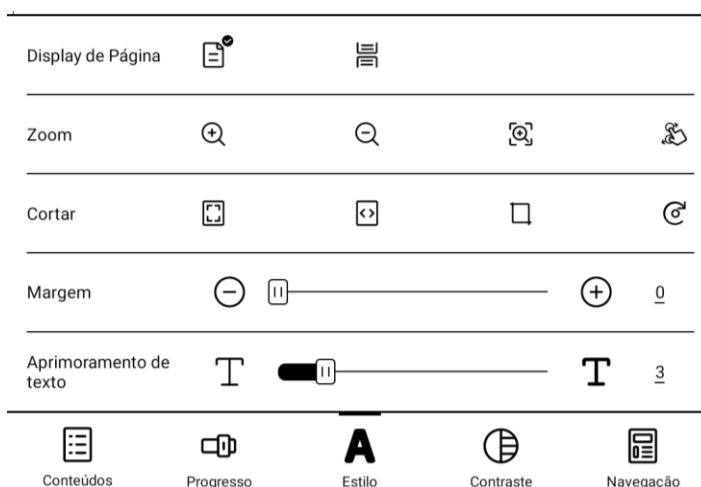 Display de Página
Zoom
Cortar
Margem
0
Aprimoramento de
texto
3
Conteúdos
Progresso
Estilo
Contraste
Navegação